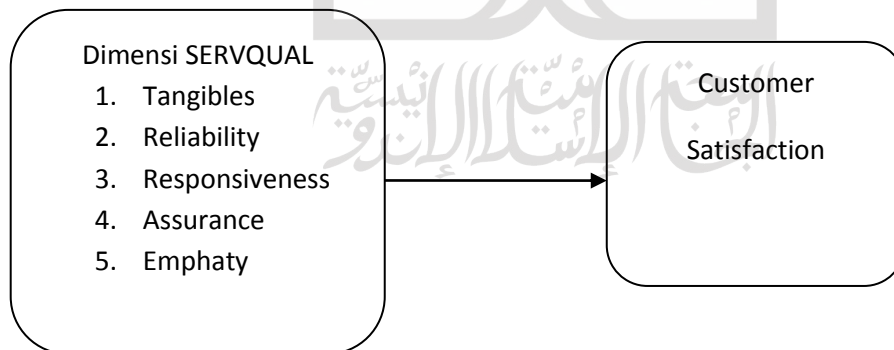 Dimensi SERVQUAL
1. Tangibles
2. Reliability
3. Responsiveness
4. Assurance
5. Emphaty
Customer
Satisfaction